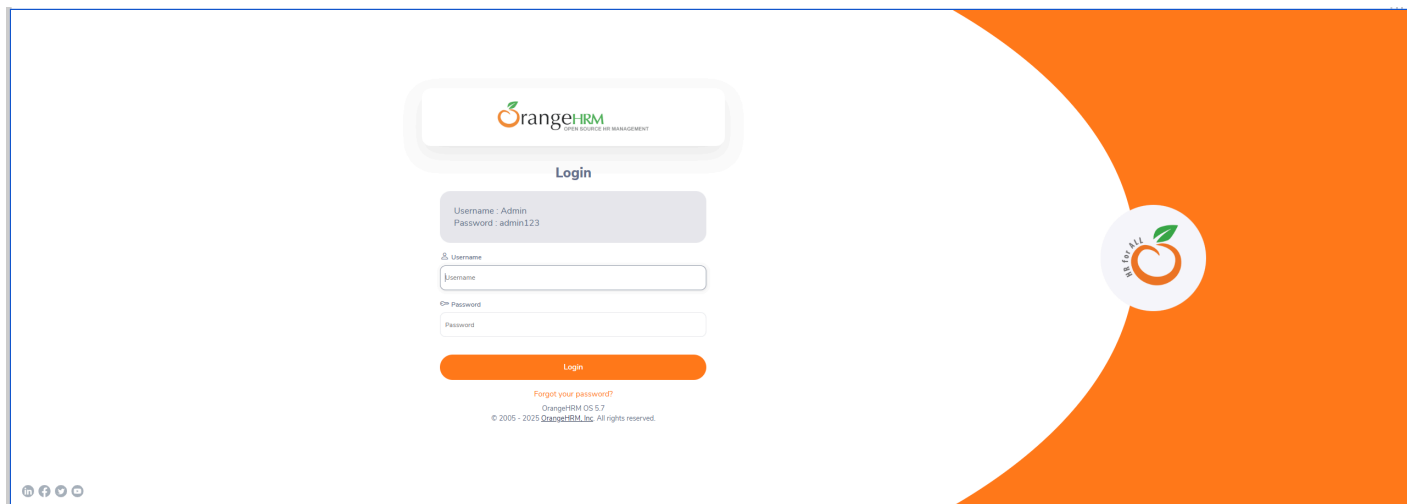 OrangeHRM
OPEN SOURCE HR MANAGEMENT
Login
Username : Admin
Password : admin123
Username
Username
Password
Password
Login
Forgot your password?
OrangeHRM OS 5.7
© 2005 - 2025 OrangeHRM, Inc. All rights reserved.
HR for ALL